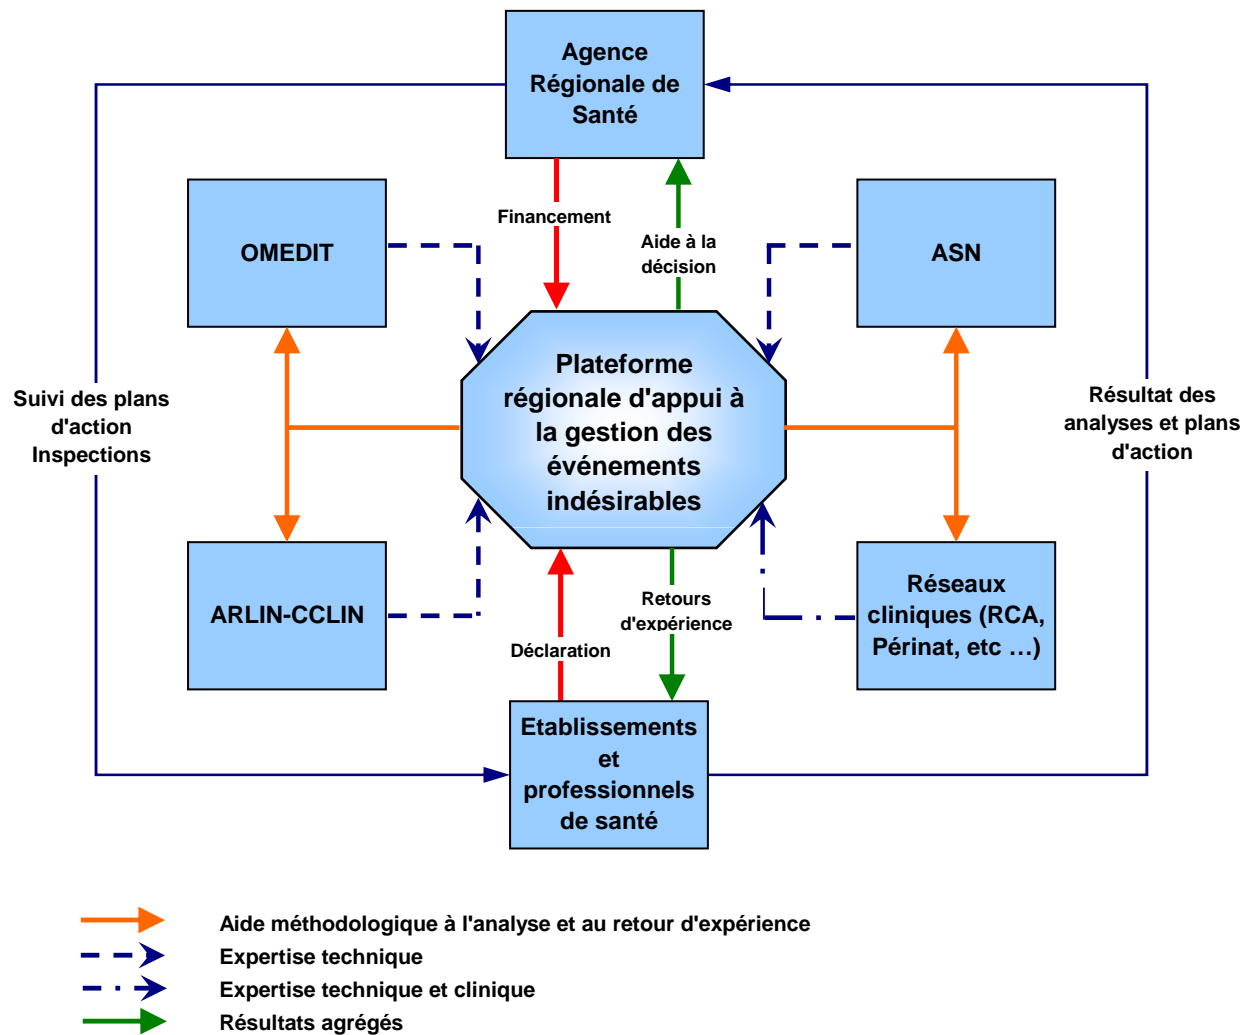 Agence
Régionale de
Santé
Financement
Aide à la
décision
OMEDIT
ASN
Plateforme
régionale d'appui à
la gestion des
événements
indésirables
Suivi des plans
d'action
Inspections
Résultat des
analyses et plans
d'action
ARLIN-CCLIN
Réseaux
cliniques (RCA,
Périnat, etc …)
Retours
d'expérience
Déclaration
Etablissements
et
professionnels
de santé
Aide méthodologique à l'analyse et au retour d'expérience
Expertise technique
Expertise technique et clinique
Résultats agrégés